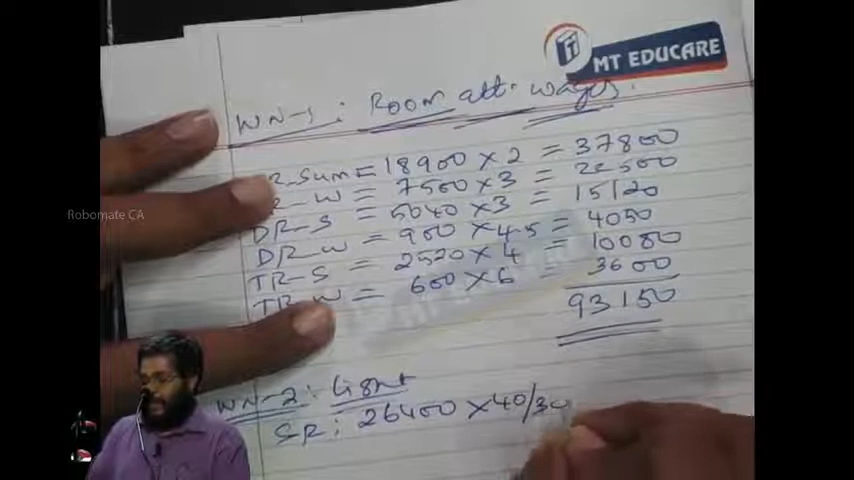 MT EDUCARE
WN-1: Room att. wages.
R-Sum = 18900 x 2 = 37800
R-W = 7500 x 3 = 22500
DR-S = 5040 x 3 = 15120
DR-W = 900 x 4.5 = 4050
TR-S = 2520 x 4 = 10080
TR-W = 600 x 6 = 3600
93150
Robomate CA
WN-2: Light
SR: 26400 x 40/30